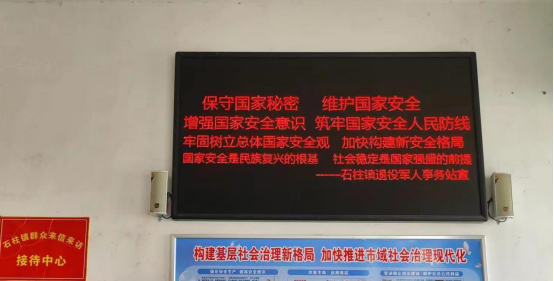 保守国家秘密 维护国家安全
增强国家安全意识 筑牢国家安全人民防线
牢固树立总体国家安全观 加快构建新安全格局
国家安全是民族复兴的根基 社会稳定是国家强盛的前提
——石柱镇退役军人事务站宣
石柱镇群众来信来访
接待中心
构建基层社会治理新格局 加快推进市域社会治理现代化